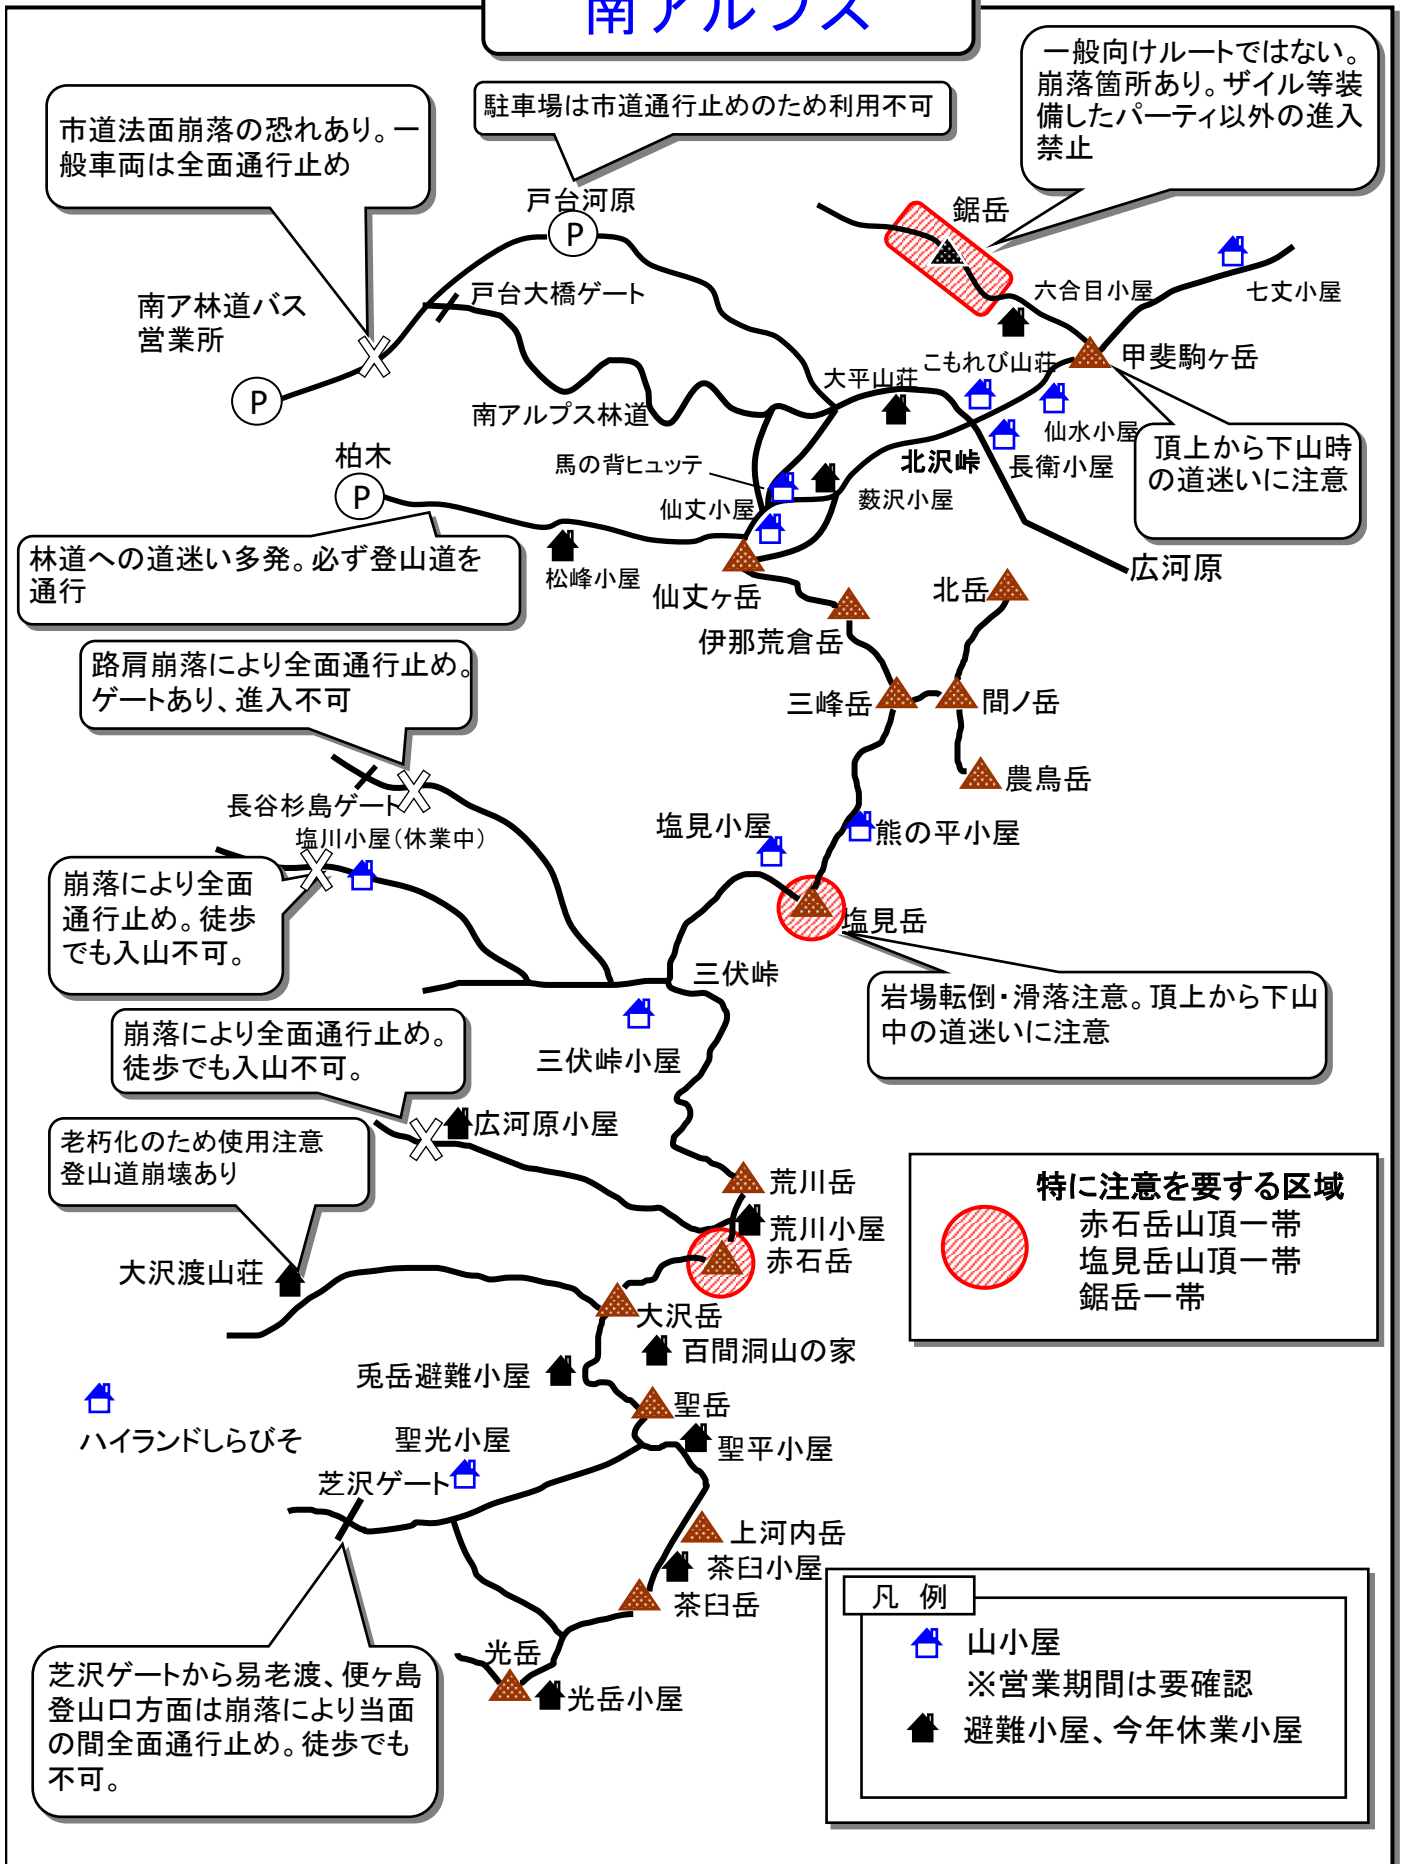 南アルプス
一般向けルートではない。
崩落箇所あり。ザイル等装
備したパーティ以外の進入
禁止
駐車場は市道通行止めのため利用不可
市道法面崩落の恐れあり。一
般車両は全面通行止め
戸台河原
P
鋸岳
戸台大橋ゲート
六合目小屋
七丈小屋
南ア林道バス
営業所
P
こもれび山荘
甲斐駒ヶ岳
大平山荘
南アルプス林道
仙水小屋
北沢峠
長衛小屋
頂上から下山時
の道迷いに注意
柏木
P
馬の背ヒュッテ
薮沢小屋
仙丈小屋
林道への道迷い多発。必ず登山道を
通行
松峰小屋
広河原
仙丈ヶ岳
北岳
伊那荒倉岳
路肩崩落により全面通行止め。
ゲートあり、進入不可
三峰岳
間ノ岳
農鳥岳
長谷杉島ゲート
塩川小屋(休業中)
塩見小屋
熊の平小屋
崩落により全面
通行止め。徒歩
でも入山不可。
塩見岳
三伏峠
岩場転倒・滑落注意。頂上から下山
中の道迷いに注意
崩落により全面通行止め。
徒歩でも入山不可。
三伏峠小屋
広河原小屋
老朽化のため使用注意
登山道崩壊あり
荒川岳
荒川小屋
赤石岳
特に注意を要する区域
赤石岳山頂一帯
塩見岳山頂一帯
鋸岳一帯
大沢渡山荘
大沢岳
百間洞山の家
兎岳避難小屋
聖岳
ハイランドしらびそ
聖光小屋
聖平小屋
芝沢ゲート
上河内岳
茶臼小屋
茶臼岳
光岳
光岳小屋
芝沢ゲートから易老渡、便ヶ島
登山口方面は崩落により当面
の間全面通行止め。徒歩でも
不可。
凡 例
山小屋
※営業期間は要確認
避難小屋、今年休業小屋